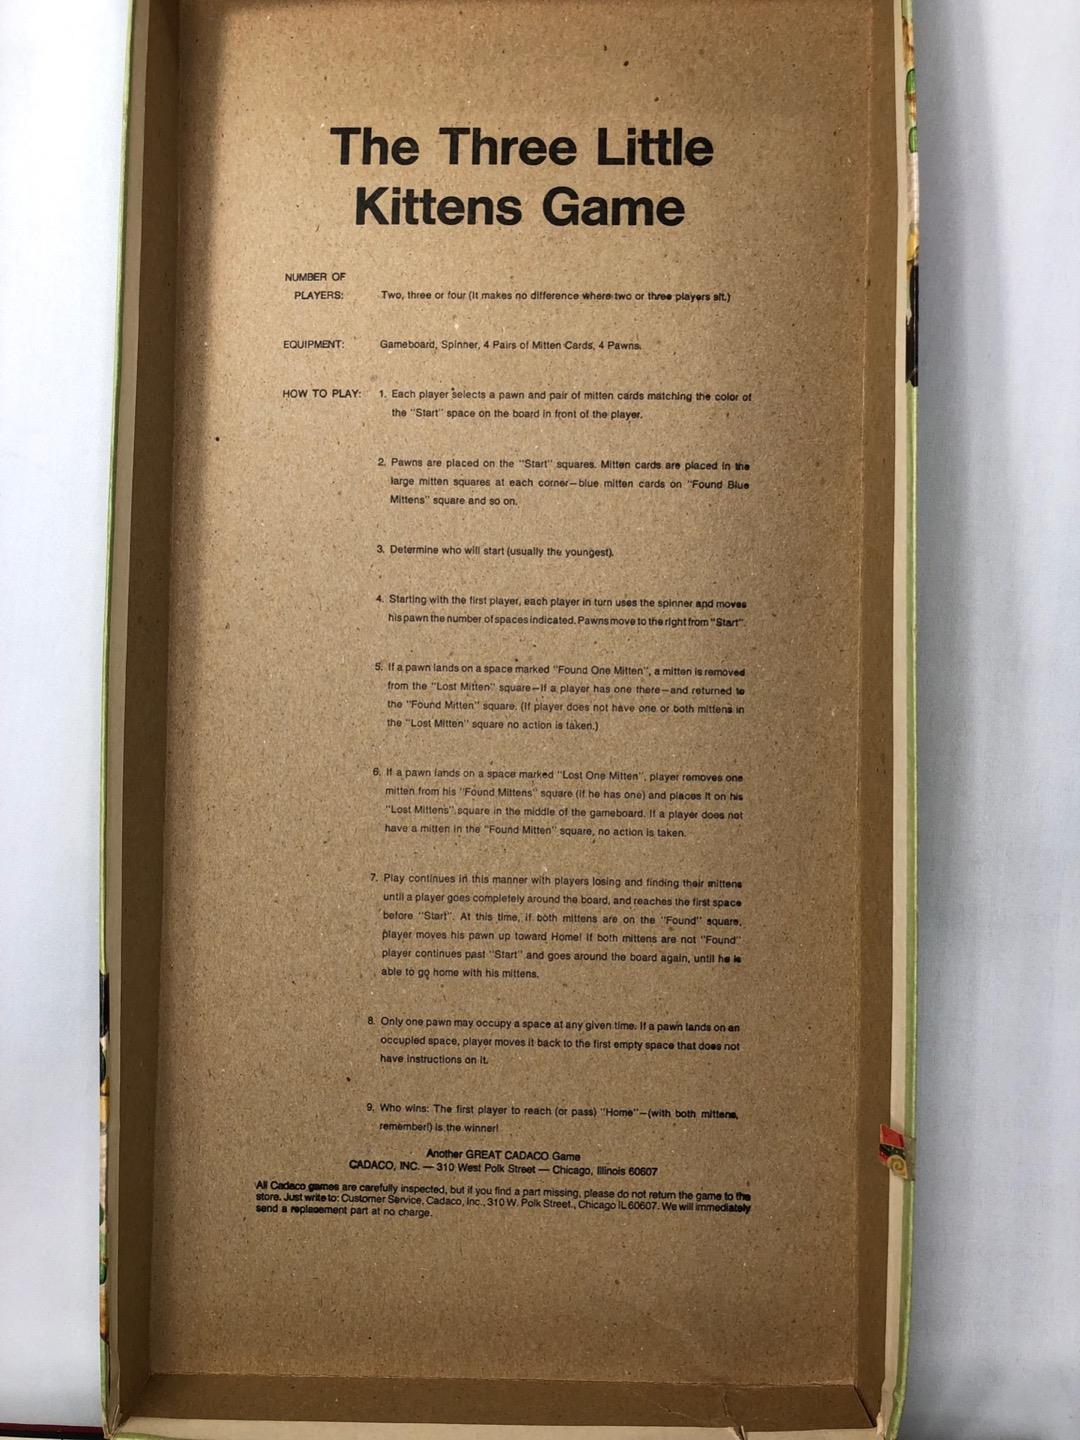 The Three Little
Kittens Game
NUMBER OF
PLAYERS: Two, three or four (It makes no difference where two or three players sit.)
EQUIPMENT: Gameboard, Spinner, 4 Pairs of Mitten Cards, 4 Pawns.
HOW TO PLAY: 1. Each player selects a pawn and pair of mitten cards matching the color of
the "Start" space on the board in front of the player.
2. Pawns are placed on the "Start" squares. Mitten cards are placed in the
large mitten squares at each corner—blue mitten cards on "Found Blue
Mittens" square and so on.
3. Determine who will start (usually the youngest).
4. Starting with the first player, each player in turn uses the spinner and moves
his pawn the number of spaces indicated. Pawns move to the right from "Start".
5. If a pawn lands on a space marked "Found One Mitten", a mitten is removed
from the "Lost Mitten" square—if a player has one there—and returned to
the "Found Mitten" square. (If player does not have one or both mittens in
the "Lost Mitten" square no action is taken.)
6. If a pawn lands on a space marked "Lost One Mitten", player removes one
mitten from his "Found Mittens" square (if he has one) and places it on his
"Lost Mittens" square in the middle of the gameboard. If a player does not
have a mitten in the "Found Mitten" square, no action is taken.
7. Play continues in this manner with players losing and finding their mittens
until a player goes completely around the board, and reaches the first space
before "Start". At this time, if both mittens are on the "Found" square,
player moves his pawn up toward Home! If both mittens are not "Found"
player continues past "Start" and goes around the board again, until he is
able to go home with his mittens.
8. Only one pawn may occupy a space at any given time. If a pawn lands on an
occupied space, player moves it back to the first empty space that does not
have instructions on it.
9. Who wins: The first player to reach (or pass) "Home"—(with both mittens,
remember!) is the winner!
Another GREAT CADACO Game
CADACO, INC. — 310 West Polk Street — Chicago, Illinois 60607
All Cadaco games are carefully inspected, but if you find a part missing, please do not return the game to the
store. Just write to: Customer Service, Cadaco, Inc., 310 W. Polk Street., Chicago IL 60607. We will immediately
send a replacement part at no charge.